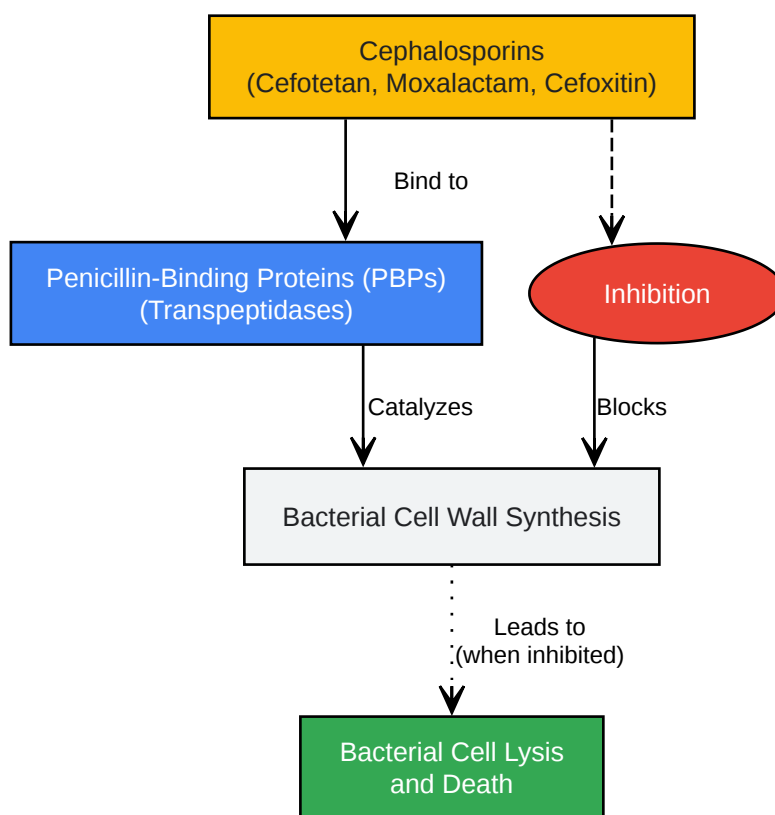 Cephalosporins
(Cefotetan, Moxalactam, Cefoxitin)
Bind to
Penicillin-Binding Proteins (PBPs)
(Transpeptidases)
Inhibition
Catalyzes
Blocks
Bacterial Cell Wall Synthesis
Leads to
(when inhibited)
Bacterial Cell Lysis
and Death